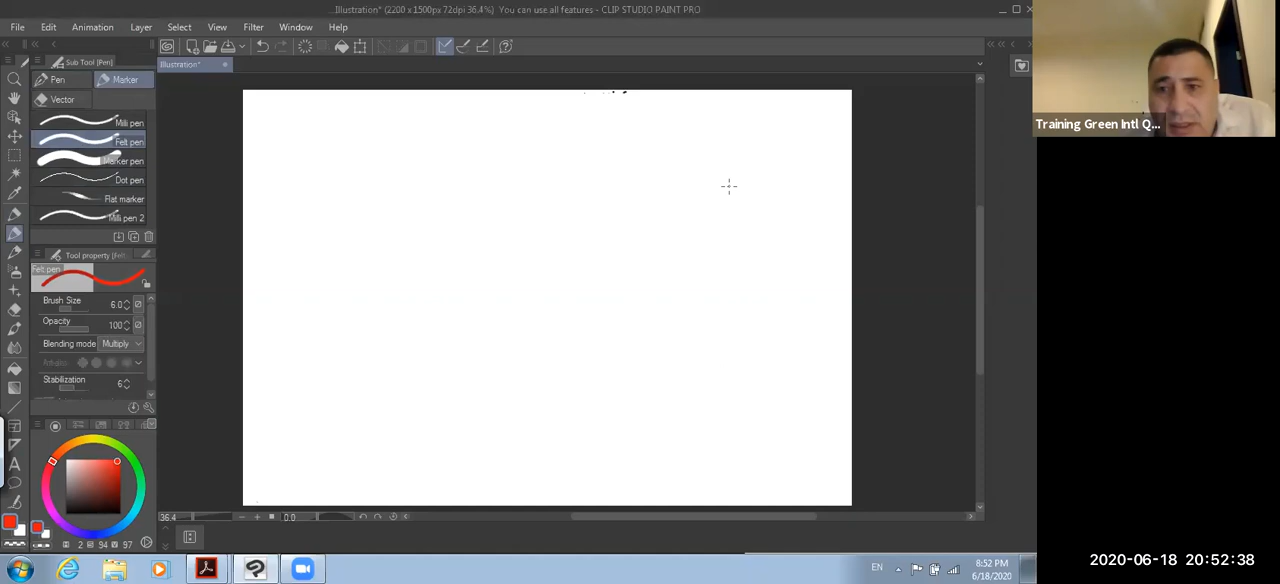 Illustration* (2200 x 1500px 72dpi 36.4%) You can use all features - CLIP STUDIO PAINT PRO
File Edit Animation Layer Select View Filter Window Help
Sub Tool [Pen]
Illustration*
Pen Marker
Vector
Milli pen
Felt pen
Marker pen
Dot pen
Flat marker
Milli pen 2
Tool property [Felt
Felt pen
Brush Size 6.0
Opacity 100
Blending mode Multiply
Stabilization 6
36.4 0.0
2 94 97
Training Green Intl Q...
2020-06-18 20:52:38
EN
8:52 PM
6/18/2020